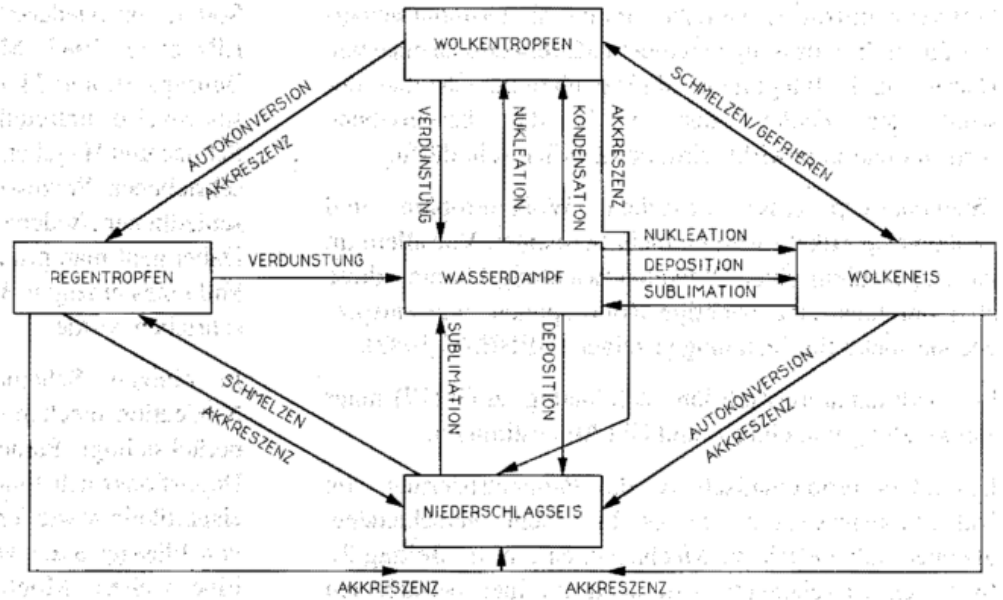 WOLKENTROPFEN
AUTOKONVERSION
AKKRESZENZ
VERDUNSTUNG
NUKLEATION
KONDENSATION
AKKRESZENZ
SCHMELZEN/GEFRIEREN
REGENTROPFEN
VERDUNSTUNG
WASSERDAMPF
NUKLEATION
DEPOSITION
SUBLIMATION
WOLKENEIS
SCHMELZEN
AKKRESZENZ
SUBLIMATION
DEPOSITION
AUTOKONVERSION
AKKRESZENZ
NIEDERSCHLAGSEIS
AKKRESZENZ
AKKRESZENZ